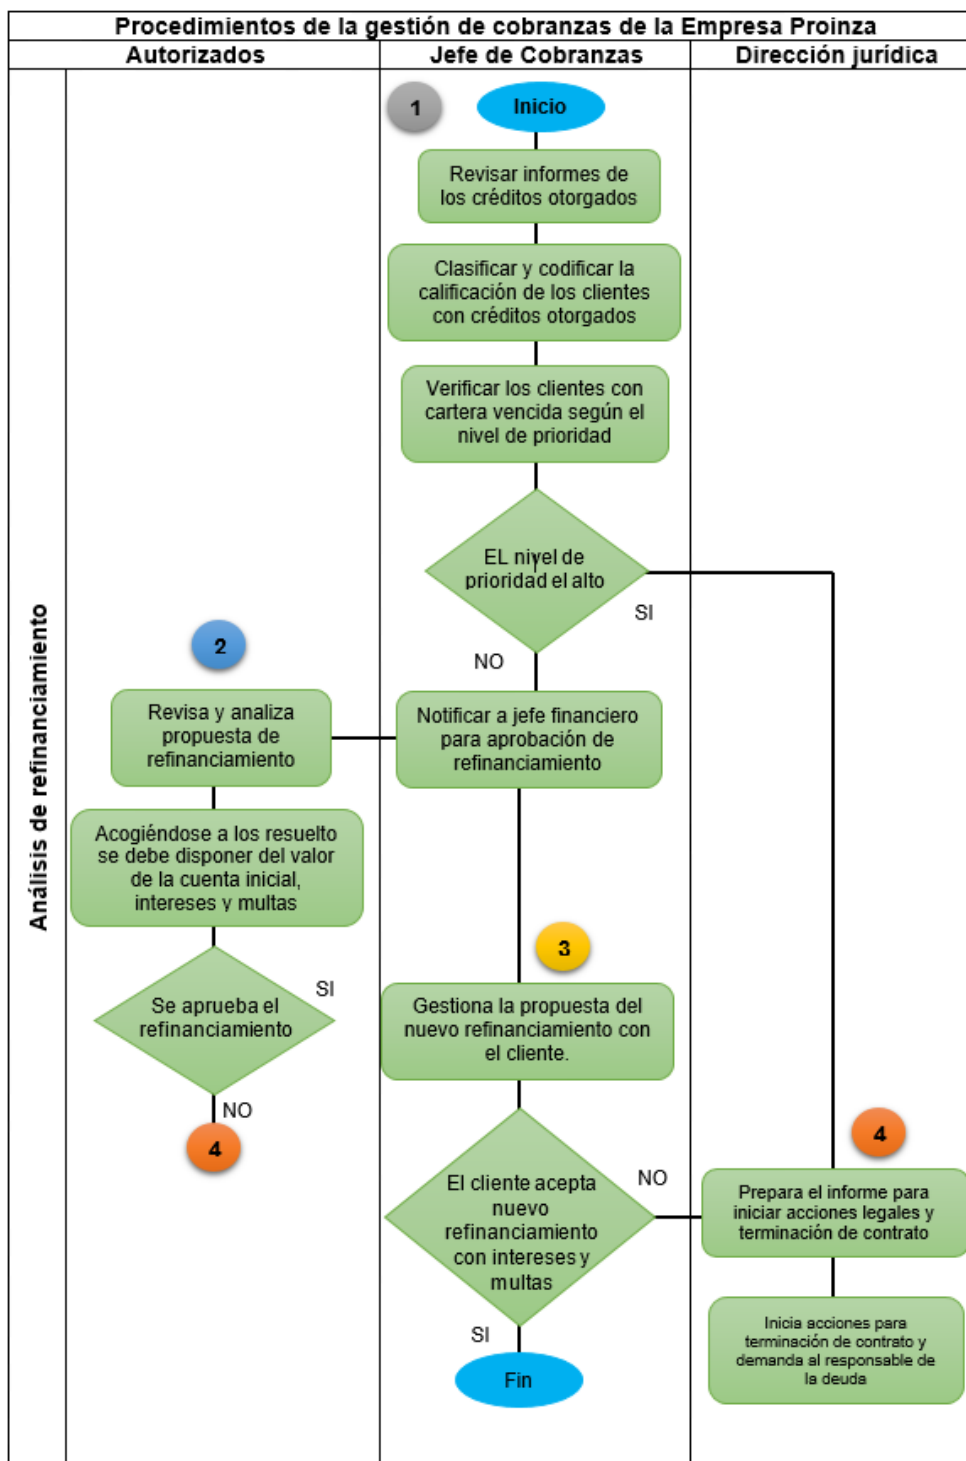 Procedimientos de la gestión de cobranzas de la Empresa Proinza
Autorizados
Jefe de Cobranzas
Dirección jurídica
Análisis de refinanciamiento
1
Inicio
Revisar informes de
los créditos otorgados
Clasificar y codificar la
calificación de los clientes
con créditos otorgados
Verificar los clientes con
cartera vencida según el
nivel de prioridad
EL nivel de
prioridad el alto
SI
NO
2
Revisa y analiza
propuesta de
refinanciamiento
Notificar a jefe financiero
para aprobación de
refinanciamiento
Acogiéndose a los resuelto
se debe disponer del valor
de la cuenta inicial,
intereses y multas
Se aprueba el
refinanciamiento
SI
NO
4
3
Gestiona la propuesta del
nuevo refinanciamiento con
el cliente.
El cliente acepta
nuevo
refinanciamiento
con intereses y
multas
NO
SI
Fin
4
Prepara el informe para
iniciar acciones legales y
terminación de contrato
Inicia acciones para
terminación de contrato y
demanda al responsable de
la deuda